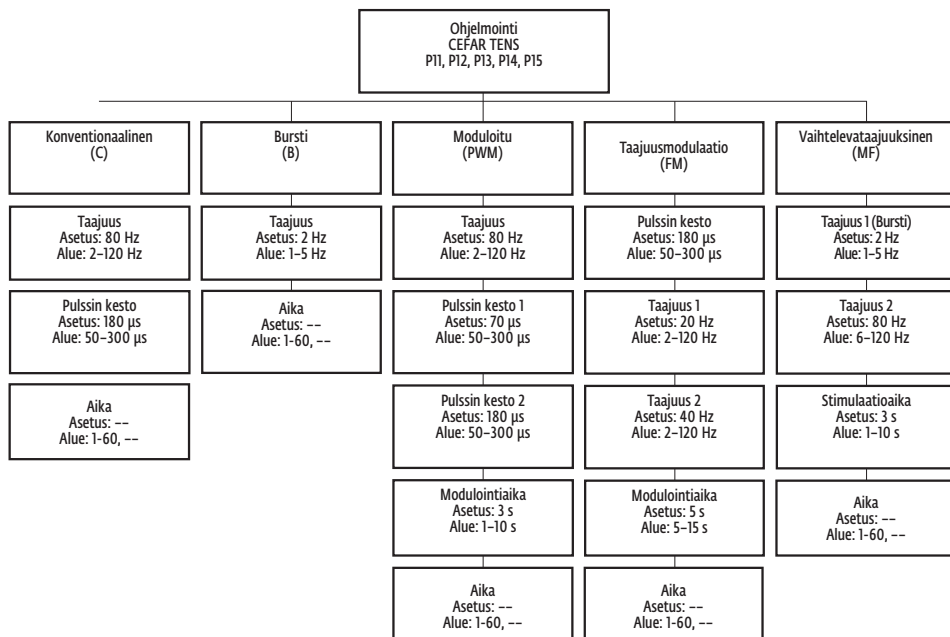 Ohjelmointi
CEFAR TENS
P11, P12, P13, P14, P15
Konventionaalinen
(C)
Taajuus
Asetus: 80 Hz
Alue: 2–120 Hz
Pulssin kesto
Asetus: 180 µs
Alue: 50–300 µs
Aika
Asetus: --
Alue: 1-60, --
Bursti
(B)
Taajuus
Asetus: 2 Hz
Alue: 1–5 Hz
Aika
Asetus: --
Alue: 1-60, --
Moduloitu
(PWM)
Taajuus
Asetus: 80 Hz
Alue: 2–120 Hz
Pulssin kesto 1
Asetus: 70 µs
Alue: 50–300 µs
Pulssin kesto 2
Asetus: 180 µs
Alue: 50–300 µs
Modulointiaika
Asetus: 3 s
Alue: 1–10 s
Aika
Asetus: --
Alue: 1-60, --
Taajuusmodulaatio
(FM)
Pulssin kesto
Asetus: 180 µs
Alue: 50–300 µs
Taajuus 1
Asetus: 20 Hz
Alue: 2–120 Hz
Taajuus 2
Asetus: 40 Hz
Alue: 2–120 Hz
Modulointiaika
Asetus: 5 s
Alue: 5–15 s
Aika
Asetus: --
Alue: 1-60, --
Vaihtelevataajuuksinen
(MF)
Taajuus 1 (Bursti)
Asetus: 2 Hz
Alue: 1–5 Hz
Taajuus 2
Asetus: 80 Hz
Alue: 6–120 Hz
Stimulaatioaika
Asetus: 3 s
Alue: 1–10 s
Aika
Asetus: --
Alue: 1-60, --